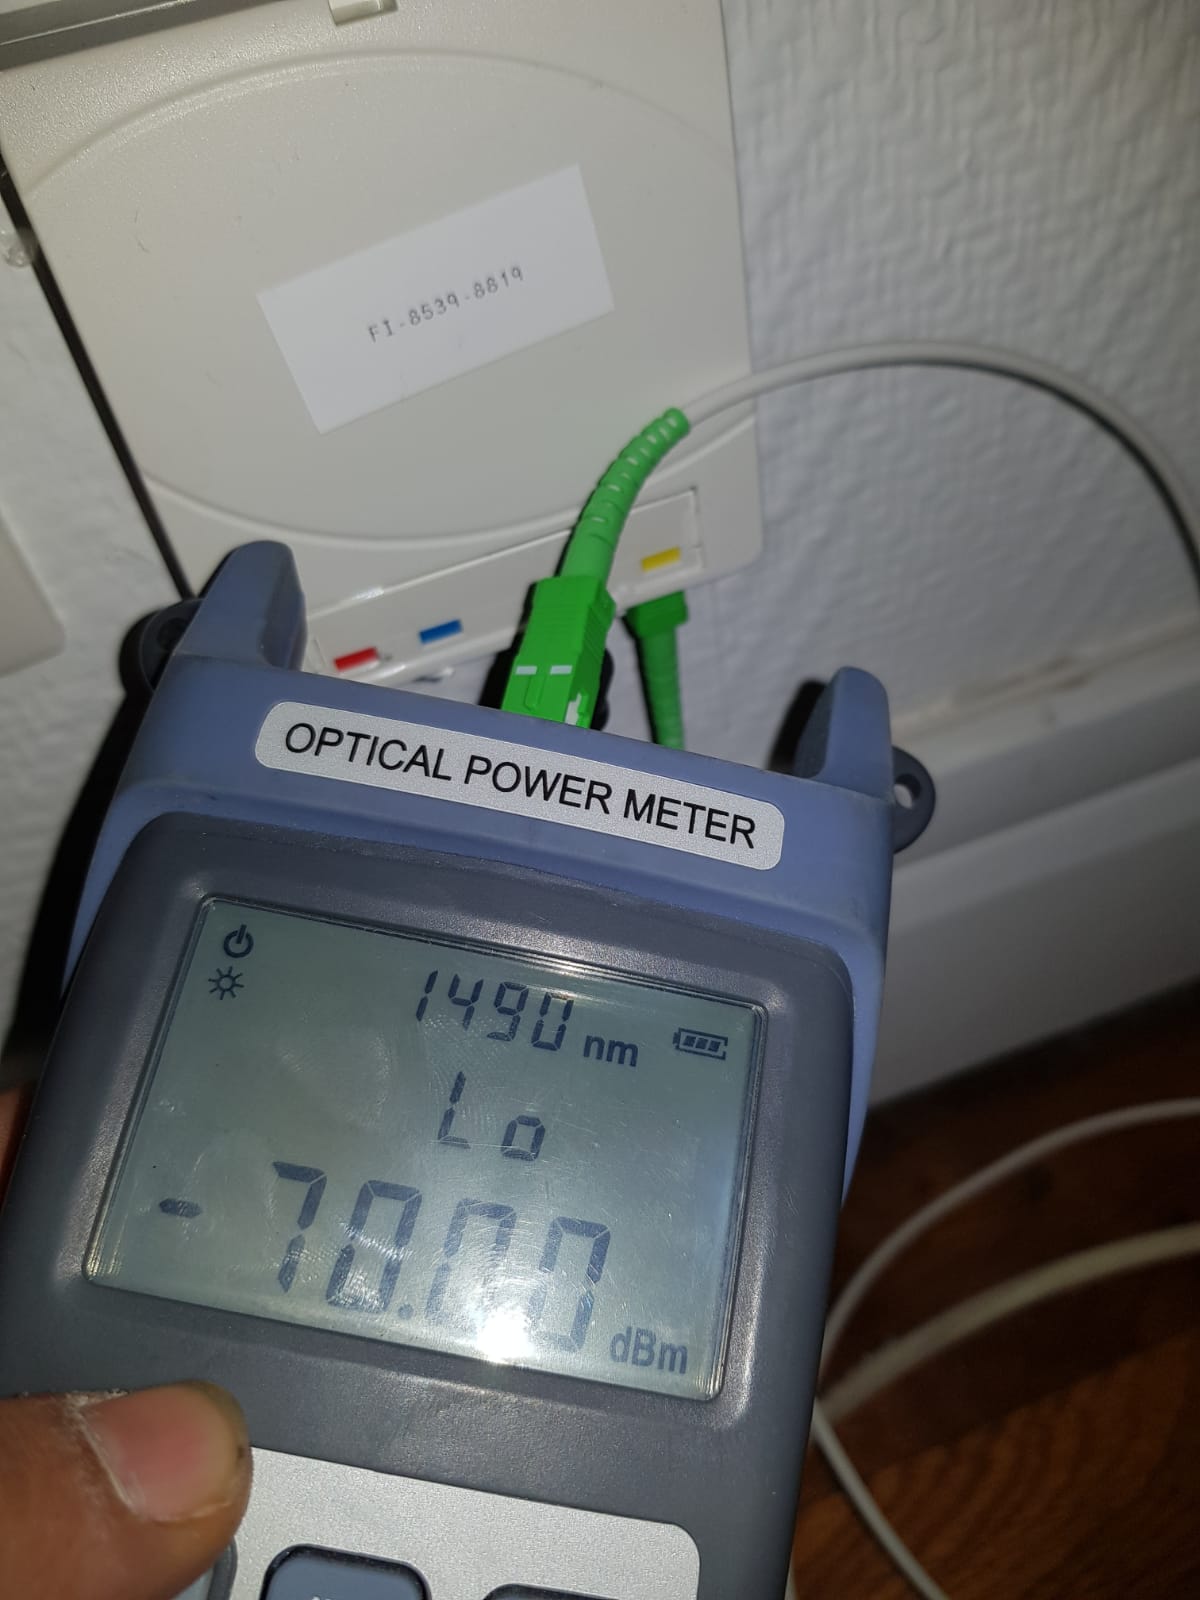 FI-8539-8819
OPTICAL POWER METER
1490 nm
Lo
-70.00
dBm